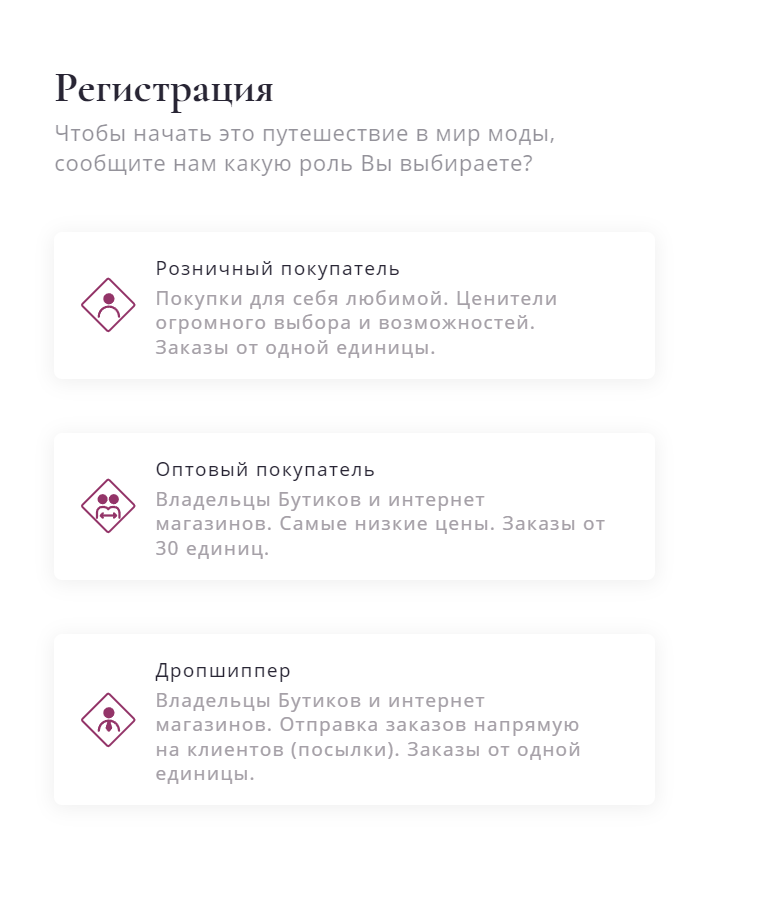 Регистрация
Чтобы начать это путешествие в мир моды,
сообщите нам какую роль Вы выбираете?
Розничный покупатель
Покупки для себя любимой. Ценители
огромного выбора и возможностей.
Заказы от одной единицы.
Оптовый покупатель
Владельцы Бутиков и интернет
магазинов. Самые низкие цены. Заказы от
30 единиц.
Дропшиппер
Владельцы Бутиков и интернет
магазинов. Отправка заказов напрямую
на клиентов (посылки). Заказы от одной
единицы.